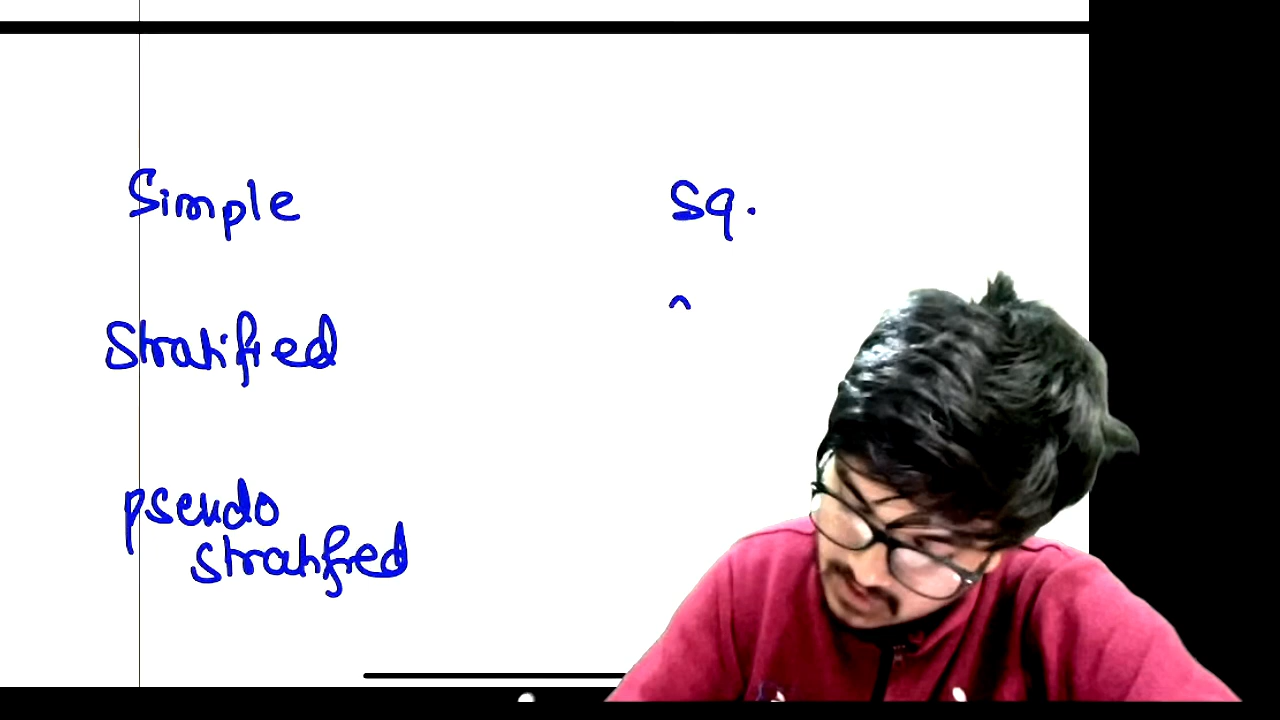 Simple
Sq.
Stratified
pseudo
stratified